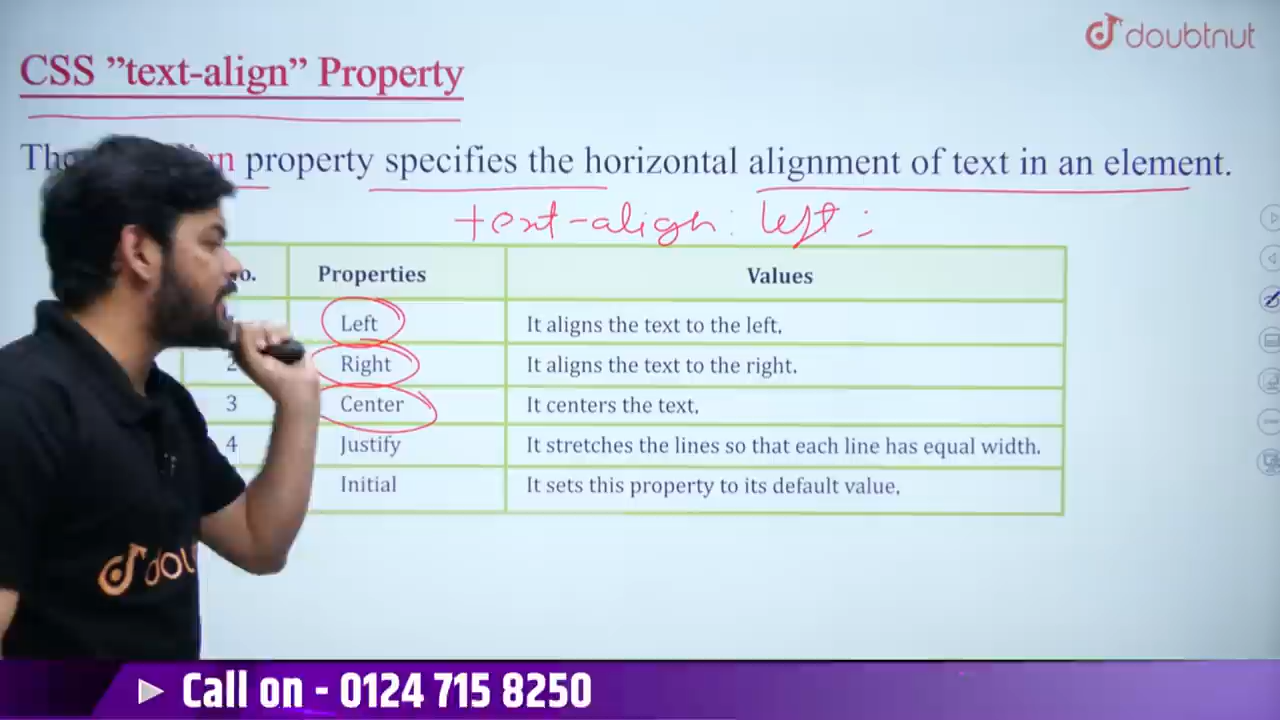 doubtnut
CSS ”text-align” Property
property specifies the horizontal alignment of text in an element.
text-align: left ;
Properties Values
Left It aligns the text to the left.
Right It aligns the text to the right.
3 Center It centers the text.
4 Justify It stretches the lines so that each line has equal width.
Initial It sets this property to its default value.
Call on - 0124 715 8250